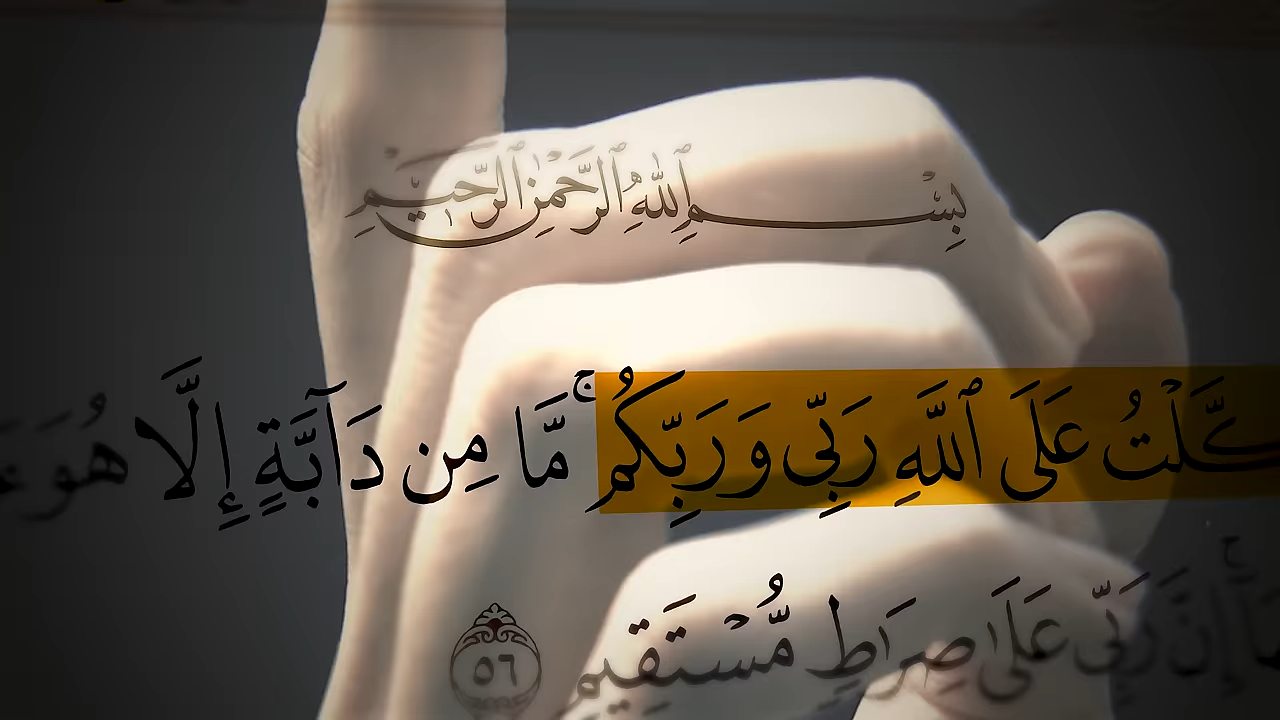 بِسْمِ ٱللَّهِ ٱلرَّحْمَٰنِ ٱلرَّحِيمِ
كَّلْتُ عَلَى ٱللَّهِ رَبِّى وَرَبِّكُم ۚ مَّا مِن دَآبَّةٍ إِلَّا هُوَ
إِنَّ رَبِّى عَلَىٰ صِرَٰطٍ مُّسْتَقِيمٍ ٥٦